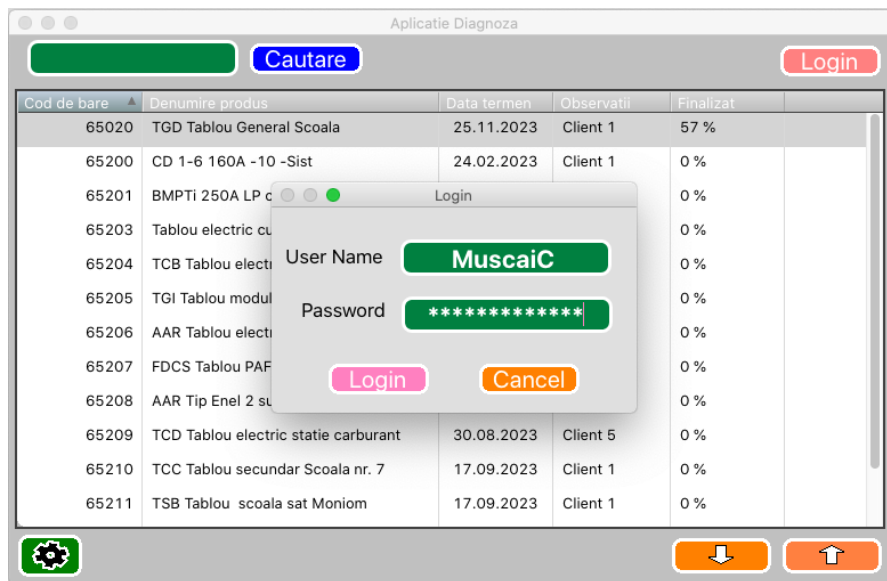 Aplicatie Diagnoza
Cautare
Login
Cod de bare Denumire produs Data termen Observatii Finalizat
65020 TGD Tablou General Scoala 25.11.2023 Client 1 57 %
65200 CD 1-6 160A -10 -Sist 24.02.2023 Client 1 0 %
65201 BMPTi 250A LP c 0 %
Login
65203 Tablou electric cu 0 %
User Name MuscaiC
65204 TCB Tablou elect 0 %
65205 TGI Tablou modul 0 %
Password *************
65206 AAR Tablou elect 0 %
65207 FDCS Tablou PAF 0 %
Login Cancel
65208 AAR Tip Enel 2 su 0 %
65209 TCD Tablou electric statie carburant 30.08.2023 Client 5 0 %
65210 TCC Tablou secundar Scoala nr. 7 17.09.2023 Client 1 0 %
65211 TSB Tablou scoala sat Moniom 17.09.2023 Client 1 0 %